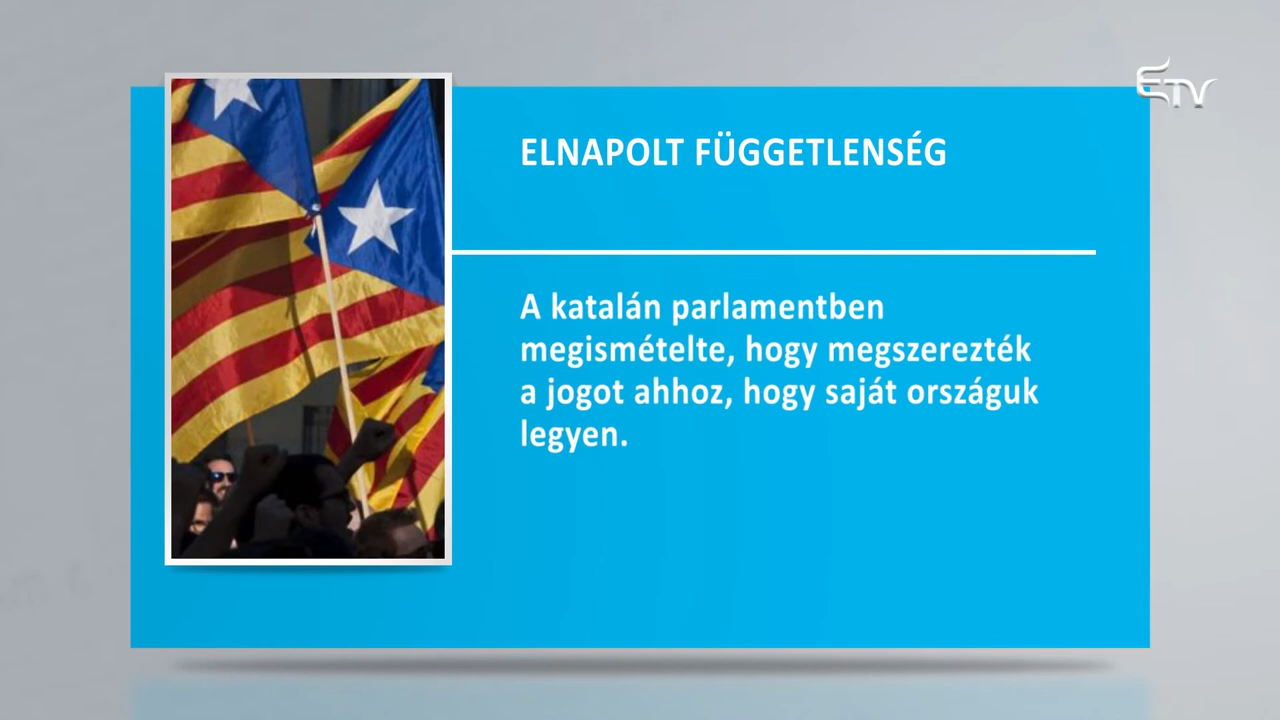 ETV
ELNAPOLT FÜGGETLENSÉG
A katalán parlamentben
megismételte, hogy megszerezték
a jogot ahhoz, hogy saját országuk
legyen.